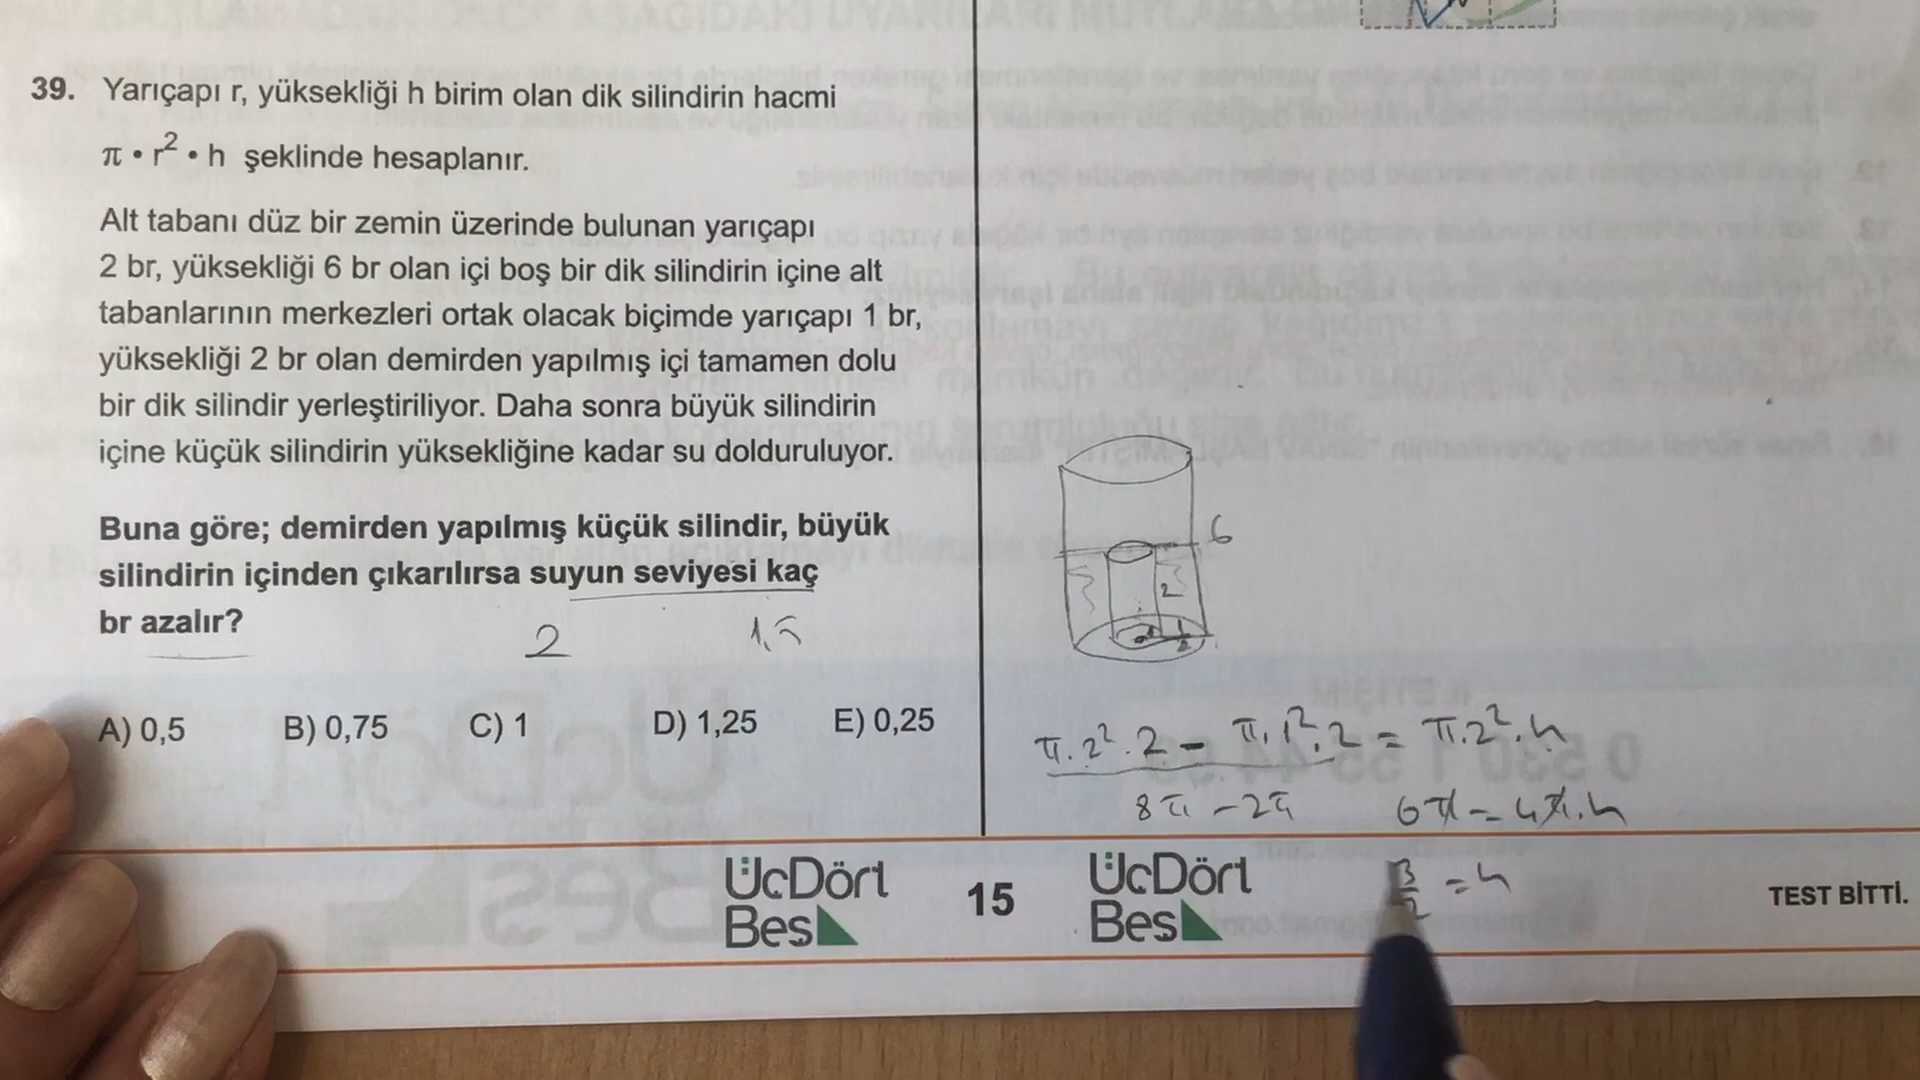 39. Yarıçapı r, yüksekliği h birim olan dik silindirin hacmi
π • r² • h şeklinde hesaplanır.
Alt tabanı düz bir zemin üzerinde bulunan yarıçapı
2 br, yüksekliği 6 br olan içi boş bir dik silindirin içine alt
tabanlarının merkezleri ortak olacak biçimde yarıçapı 1 br,
yüksekliği 2 br olan demirden yapılmış içi tamamen dolu
bir dik silindir yerleştiriliyor. Daha sonra büyük silindirin
içine küçük silindirin yüksekliğine kadar su dolduruluyor.
Buna göre; demirden yapılmış küçük silindir, büyük
silindirin içinden çıkarılırsa suyun seviyesi kaç
br azalır?
2 1,5
A) 0,5 B) 0,75 C) 1 D) 1,25 E) 0,25
6
2
1
2
π.2².2 - π.1².2 = π.2².h
8π - 2π 6π = 4π.h
3/2 = h
ÜçDört
Beş
15
ÜçDört
Beş
TEST BİTTİ.